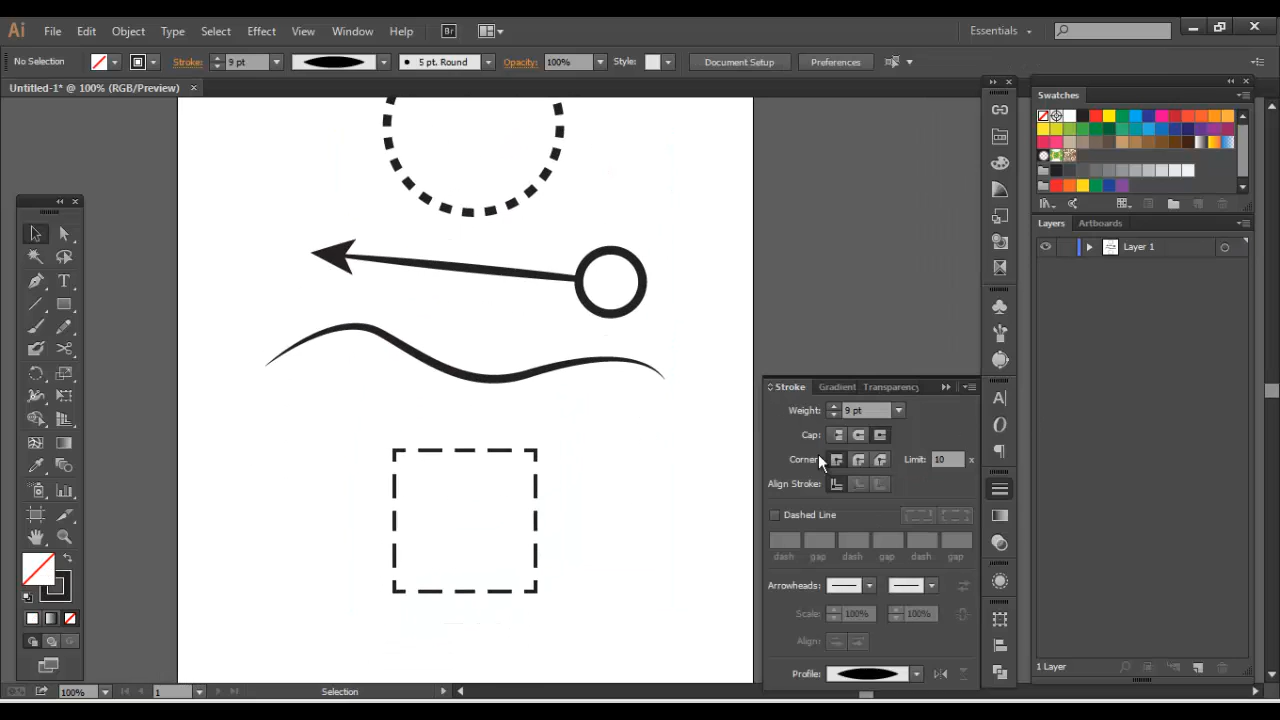 Ai File Edit Object Type Select Effect View Window Help Br Essentials
No Selection Stroke: 9 pt 5 pt. Round Opacity: 100% Style: Document Setup Preferences
Untitled-1* @ 100% (RGB/Preview)
Swatches
Layers Artboards
Layer 1
Stroke Gradient Transparency
Weight: 9 pt
Cap:
Corner: Limit: 10 x
Align Stroke:
Dashed Line
dash gap dash gap dash gap
Arrowheads:
Scale: 100% 100%
Align:
Profile:
1 Layer
100% 1 Selection